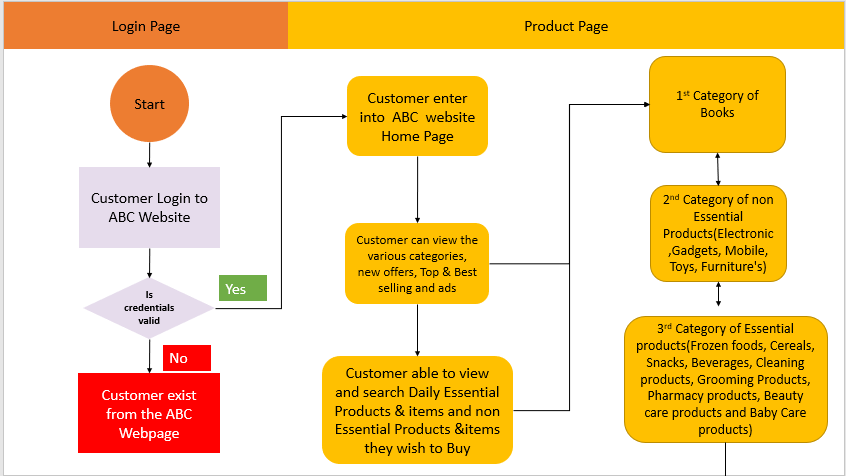 Login Page
Product Page
Start
Customer Login to
ABC Website
Is
credentials
valid
Yes
No
Customer exist
from the ABC
Webpage
Customer enter
into ABC website
Home Page
Customer can view the
various categories,
new offers, Top & Best
selling and ads
Customer able to view
and search Daily Essential
Products & items and non
Essential Products &items
they wish to Buy
1st Category of
Books
2nd Category of non
Essential
Products(Electronic
,Gadgets, Mobile,
Toys, Furniture's)
3rd Category of Essential
products(Frozen foods, Cereals,
Snacks, Beverages, Cleaning
products, Grooming Products,
Pharmacy products, Beauty
care products and Baby Care
products)